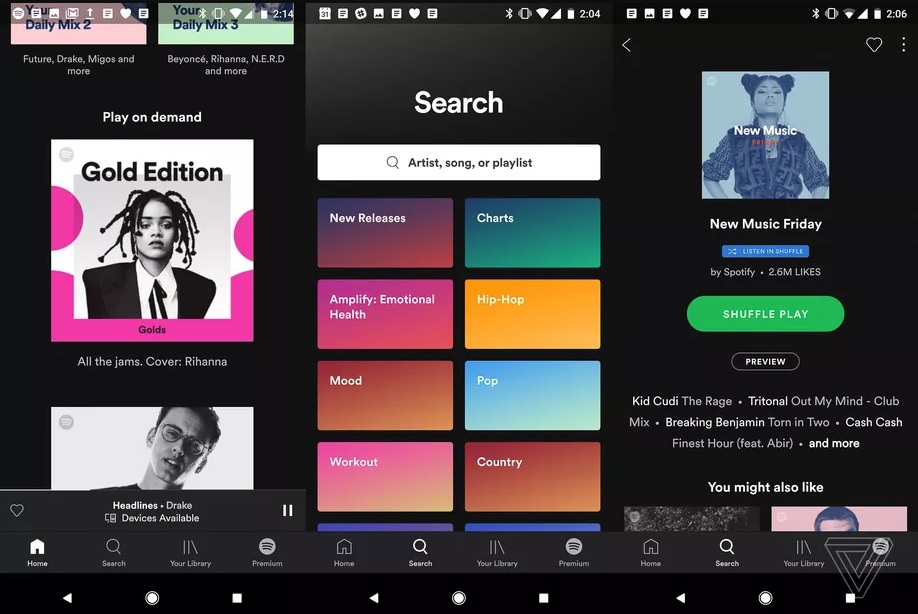 2:14
Your
Daily Mix 2
Your
Daily Mix 3
Future, Drake, Migos and
more
Beyoncé, Rihanna, N.E.R.D
and more
Play on demand
Gold Edition
Golds
All the jams. Cover: Rihanna
Headlines • Drake
Devices Available
Home
Search
Your Library
Premium
31
2:04
Search
Artist, song, or playlist
New Releases
Charts
Amplify: Emotional
Health
Hip-Hop
Mood
Pop
Workout
Country
Home
Search
Your Library
Premium
2:06
New Music
FRIDAY
New Music Friday
LISTEN IN SHUFFLE
by Spotify • 2.6M LIKES
SHUFFLE PLAY
PREVIEW
Kid Cudi The Rage • Tritonal Out My Mind - Club
Mix • Breaking Benjamin Torn in Two • Cash Cash
Finest Hour (feat. Abir) • and more
You might also like
Home
Search
Your Library
Premium